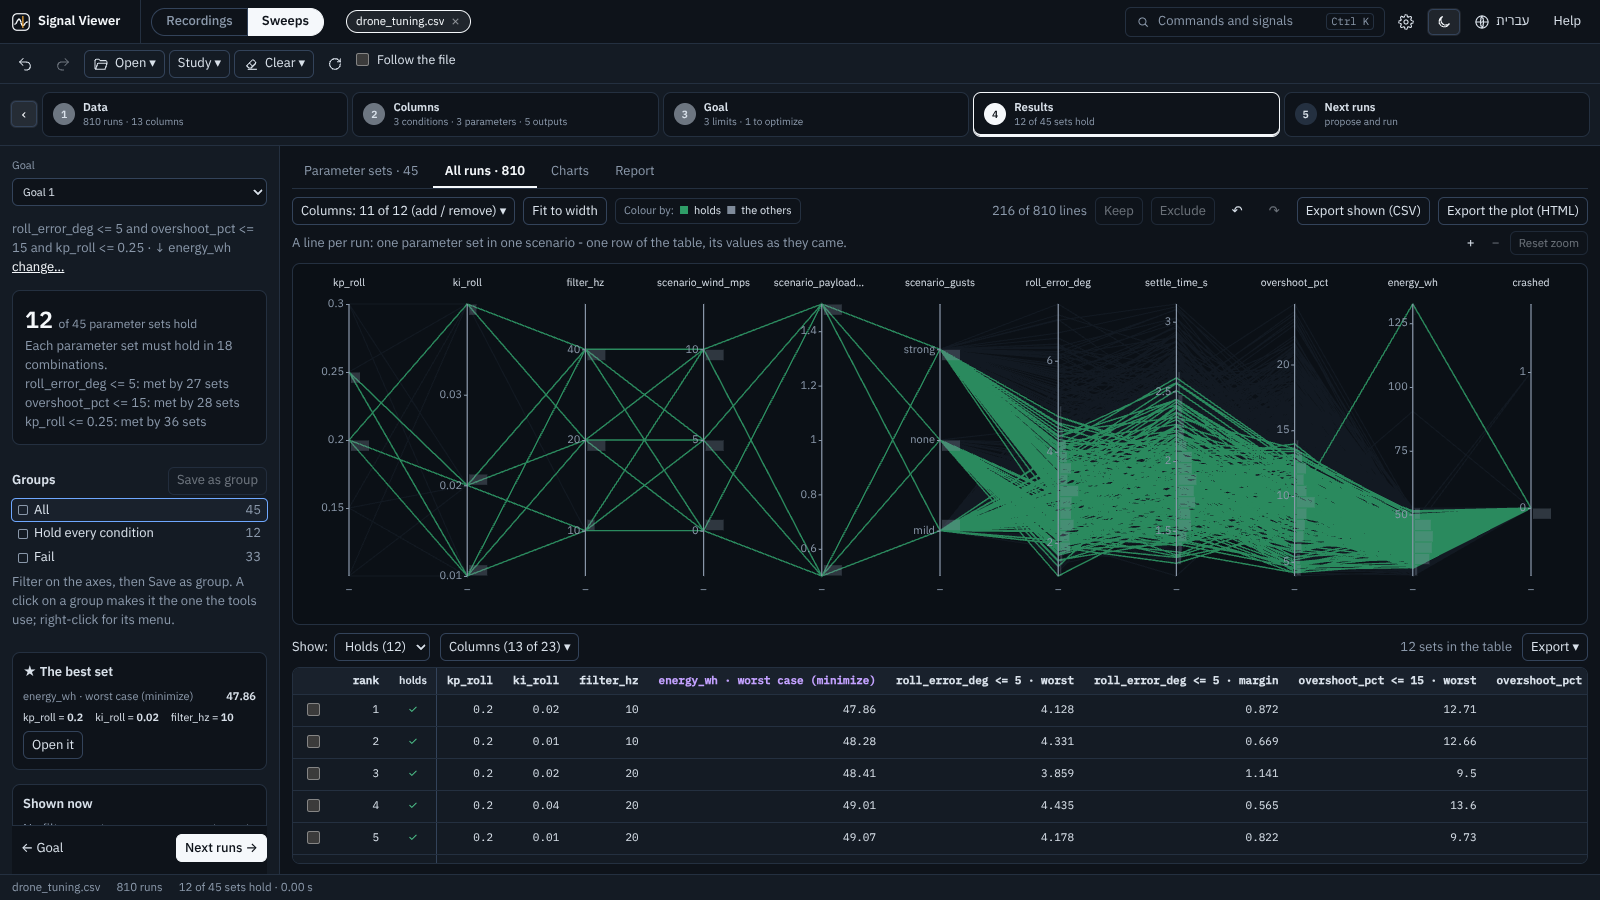 Signal Viewer
Recordings
Sweeps
drone_tuning.csv ×
Commands and signals
Ctrl K
עברית
Help
Open ▾
Study ▾
Clear ▾
Follow the file
‹
1 Data
810 runs · 13 columns
2 Columns
3 conditions · 3 parameters · 5 outputs
3 Goal
3 limits · 1 to optimize
4 Results
12 of 45 sets hold
5 Next runs
propose and run
Goal
Goal 1
roll_error_deg <= 5 and overshoot_pct <=
15 and kp_roll <= 0.25 · ↓ energy_wh
change...
12 of 45 parameter sets hold
Each parameter set must hold in 18
combinations.
roll_error_deg <= 5: met by 27 sets
overshoot_pct <= 15: met by 28 sets
kp_roll <= 0.25: met by 36 sets
Groups
Save as group
All 45
Hold every condition 12
Fail 33
Filter on the axes, then Save as group. A
click on a group makes it the one the tools
use; right-click for its menu.
★ The best set
energy_wh · worst case (minimize) 47.86
kp_roll = 0.2 ki_roll = 0.02 filter_hz = 10
Open it
Shown now
← Goal
Next runs →
Parameter sets · 45
All runs · 810
Charts
Report
Columns: 11 of 12 (add / remove) ▾
Fit to width
Colour by: holds the others
216 of 810 lines
Keep
Exclude
↶
↷
Export shown (CSV)
Export the plot (HTML)
A line per run: one parameter set in one scenario - one row of the table, its values as they came.
+
−
Reset zoom
kp_roll ki_roll filter_hz scenario_wind_mps scenario_payload... scenario_gusts roll_error_deg settle_time_s overshoot_pct energy_wh crashed
0.3
0.25
0.2
0.15
0.03
0.02
0.01
40
20
10
10
5
0
1.4
1.2
1
0.8
0.6
strong
none
mild
6
4
2
3
2.5
2
1.5
20
15
10
5
125
100
75
50
1
0
– – – – – – – – – – –
Show:
Holds (12)
Columns (13 of 23) ▾
12 sets in the table
Export ▾
rank holds kp_roll ki_roll filter_hz energy_wh · worst case (minimize) roll_error_deg <= 5 · worst roll_error_deg <= 5 · margin overshoot_pct <= 15 · worst overshoot_pct
1 ✓ 0.2 0.02 10 47.86 4.128 0.872 12.71
2 ✓ 0.2 0.01 10 48.28 4.331 0.669 12.66
3 ✓ 0.2 0.02 20 48.41 3.859 1.141 9.5
4 ✓ 0.2 0.04 20 49.01 4.435 0.565 13.6
5 ✓ 0.2 0.01 20 49.07 4.178 0.822 9.73
drone_tuning.csv 810 runs 12 of 45 sets hold · 0.00 s